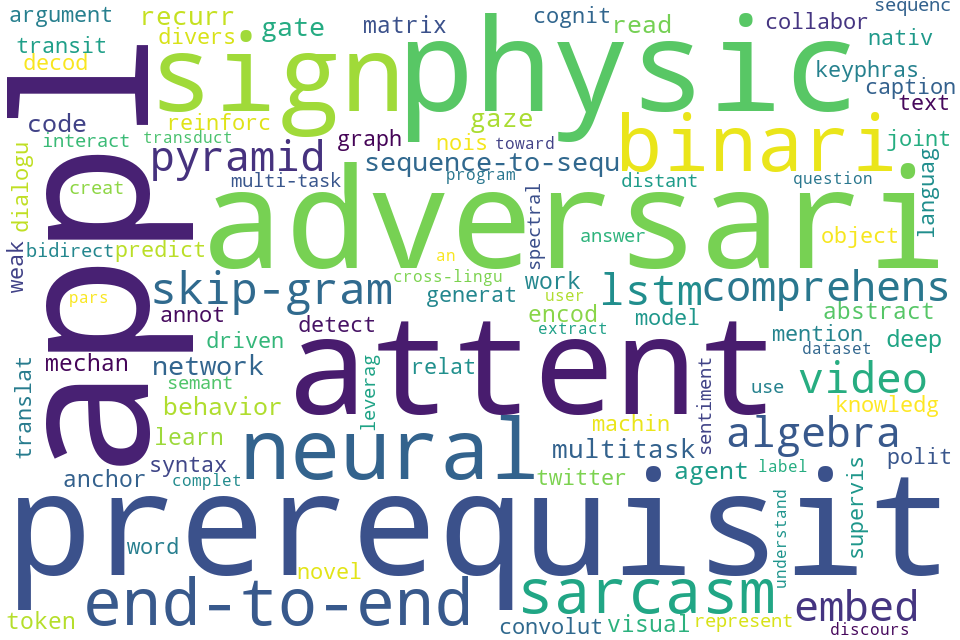 argument
recurr
gate
matrix
cognit
read
collabor
sequenc
transit
divers
nativ
decod
sign
physic
keyphras
caption
text
code
reinforc
gaze
interact
transduct
graph
nois
toward
binari
joint
appl
pyramid
sequence-to-sequ
creat
multi-task
program
distant
question
languag
dialogu
adversari
spectral
answer
object
weak
bidirect
predict
an
cross-lingu
pars
skip-gram
generat
work
user
lstm
comprehens
annot
detect
encod
extract
model
abstract
mechan
driven
attent
mention
deep
dataset
network
relat
leverag
semant
sentiment
use
video
translat
behavior
knowledg
learn
neural
machin
algebra
multitask
polit
anchor
syntax
complet
twitter
agent
label
supervis
prerequisit
understand
word
novel
token
end-to-end
sarcasm
embed
convolut
visual
represent
discours